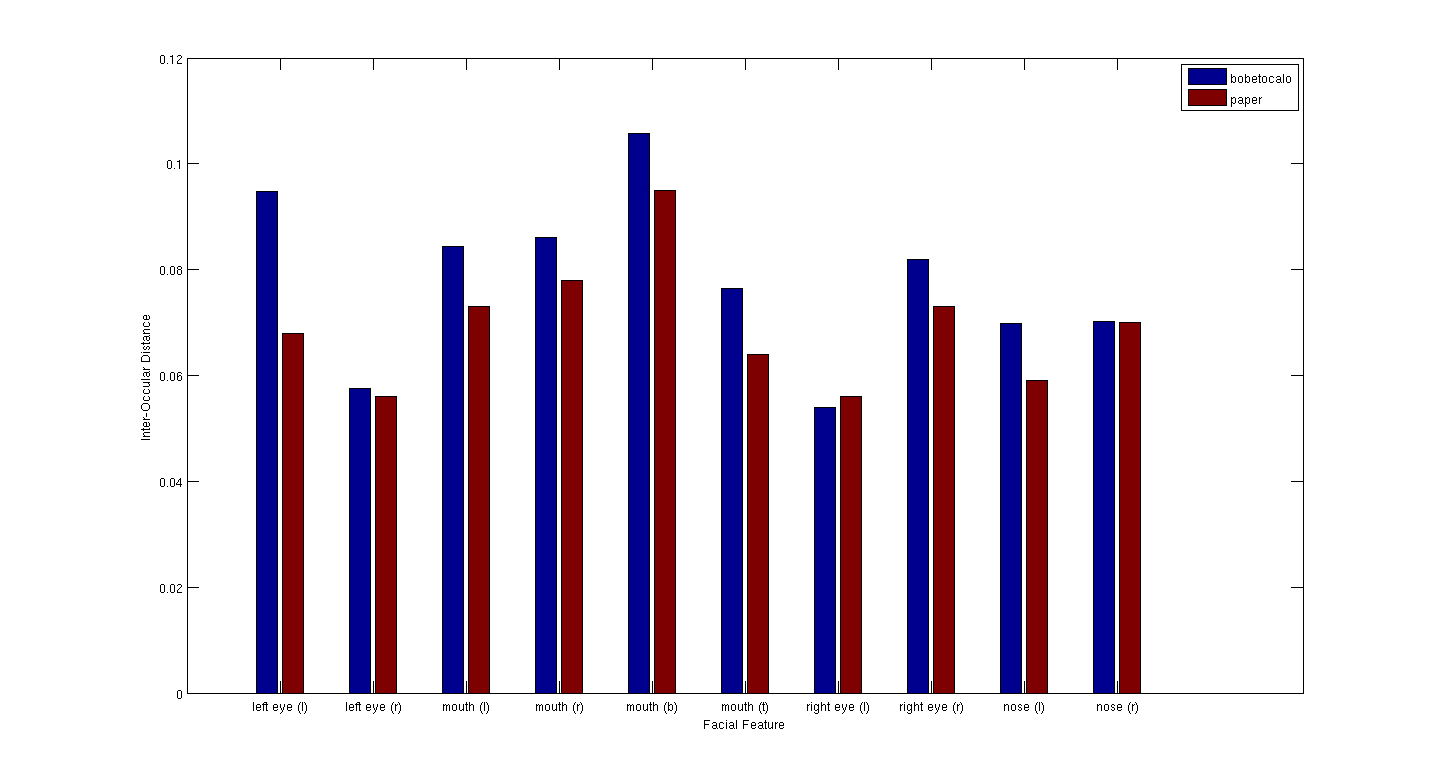 0.12
bobetocalo
paper
0.1
0.08
0.06
0.04
0.02
0
Inter-Occular Distance
left eye (l) left eye (r) mouth (l) mouth (r) mouth (b) mouth (t) right eye (l) right eye (r) nose (l) nose (r)
Facial Feature